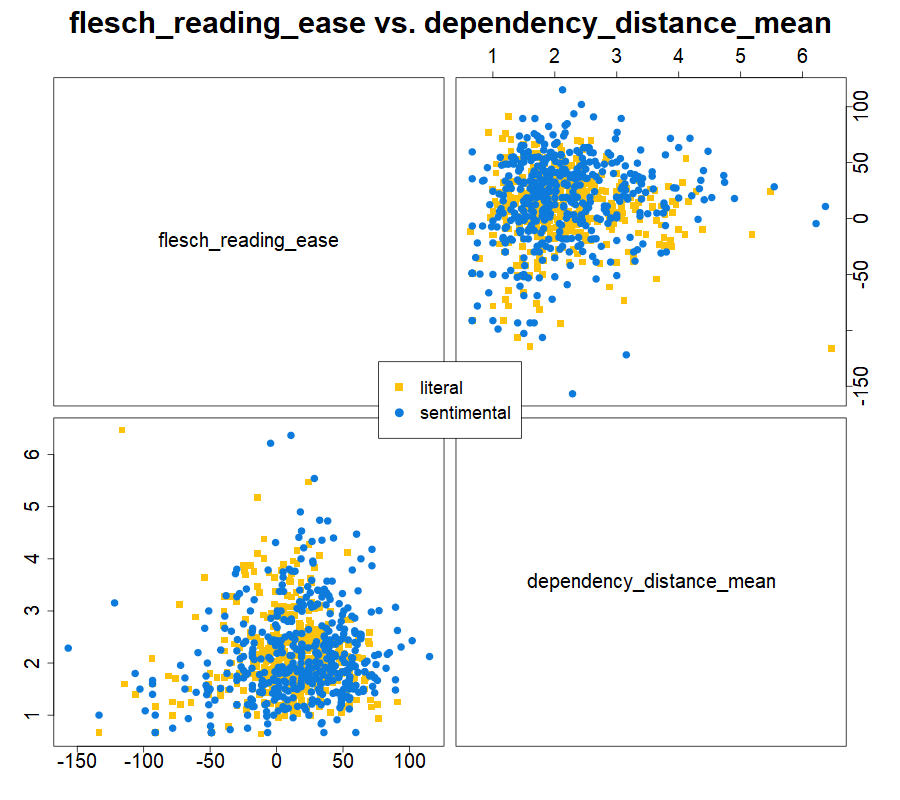 flesch_reading_ease vs. dependency_distance_mean
1 2 3 4 5 6
flesch_reading_ease
100
50
0
-50
-150
literal
sentimental
6
5
4
3
2
1
dependency_distance_mean
-150 -100 -50 0 50 100